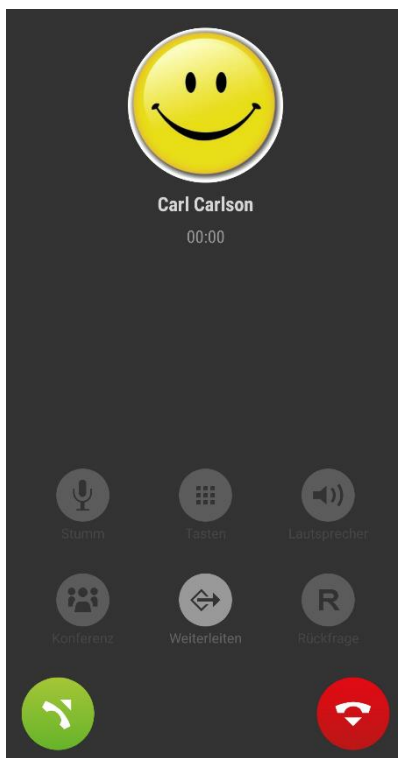 Carl Carlson
00:00
Stumm Tasten Lautsprecher
Konferenz Weiterleiten R Rückfrage